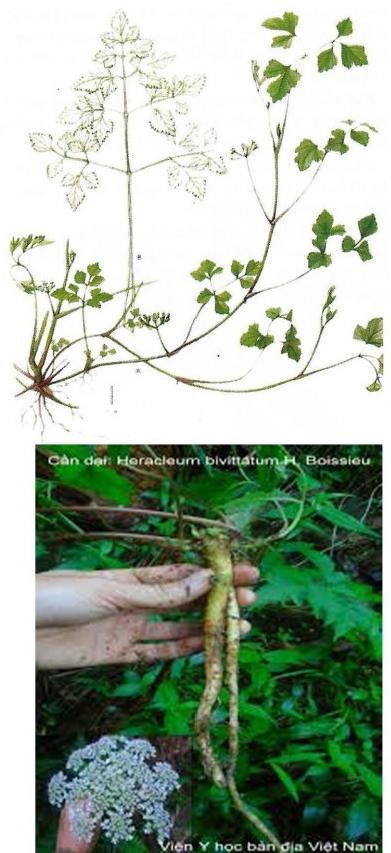 B
A
Cần dại: Heracleum bivittatum H. Boissieu
Viện Y học bản địa Việt Nam